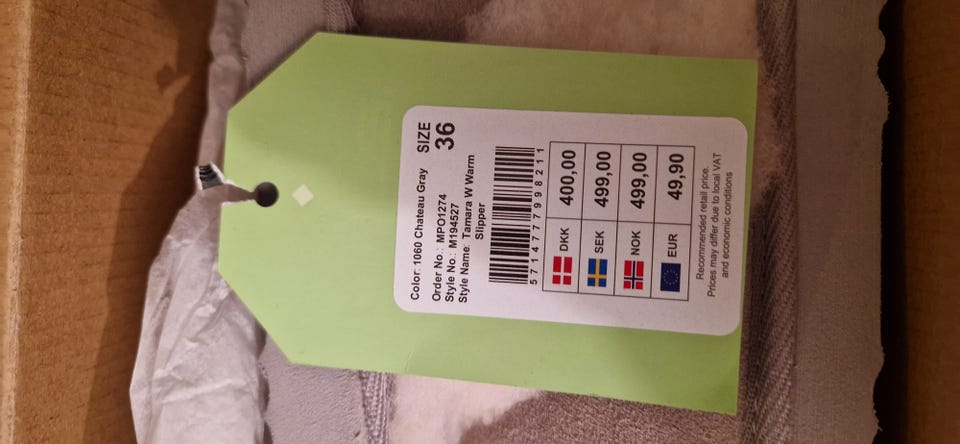 Color: 1060 Chateau Gray
SIZE
36
Order No.: MPO1274
Style No.: M194527
Style Name: Tamara W Warm
Slipper
5714777998211
DKK 400,00
SEK 499,00
NOK 499,00
EUR 49,90
Recommended retail price.
Prices may differ due to local VAT
and economic conditions